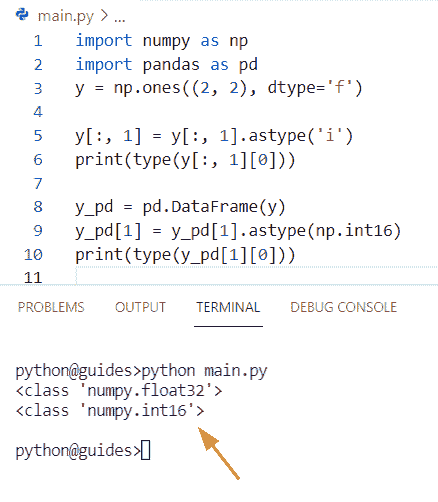 main.py > ...
1 import numpy as np
2 import pandas as pd
3 y = np.ones((2, 2), dtype='f')
4
5 y[:, 1] = y[:, 1].astype('i')
6 print(type(y[:, 1][0]))
7
8 y_pd = pd.DataFrame(y)
9 y_pd[1] = y_pd[1].astype(np.int16)
10 print(type(y_pd[1][0]))
11
PROBLEMS OUTPUT TERMINAL DEBUG CONSOLE
python@guides>python main.py
<class 'numpy.float32'>
<class 'numpy.int16'>
python@guides>